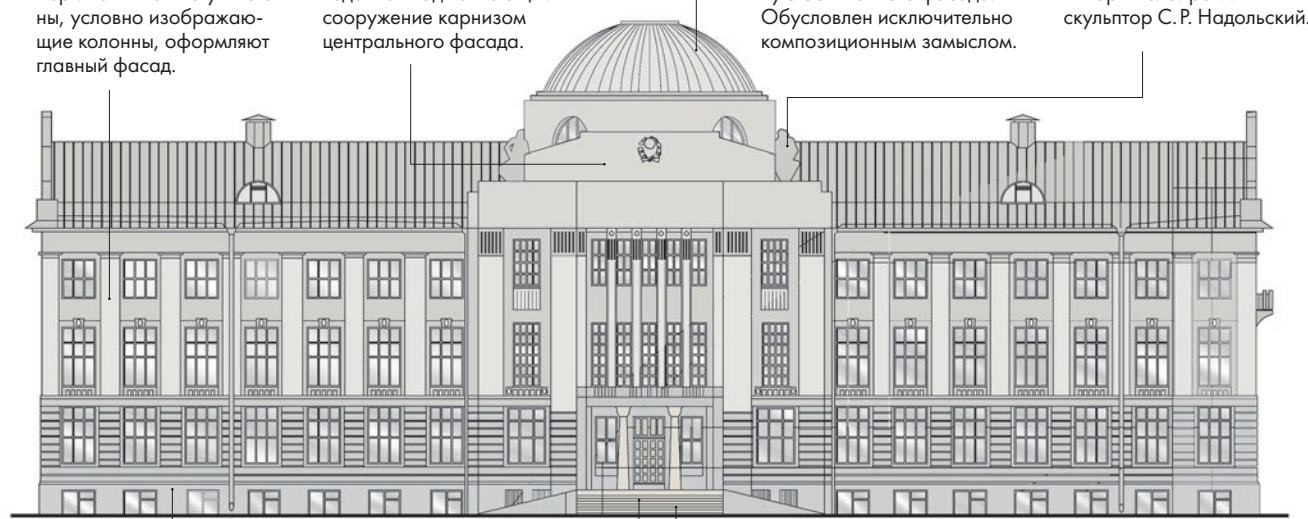 ны, условно изображаю-
щие колонны, оформляют
главный фасад.
сооружение карнизом
центрального фасада.
Обусловлен исключительно
композиционным замыслом.
скульптор С. Р. Надольский.